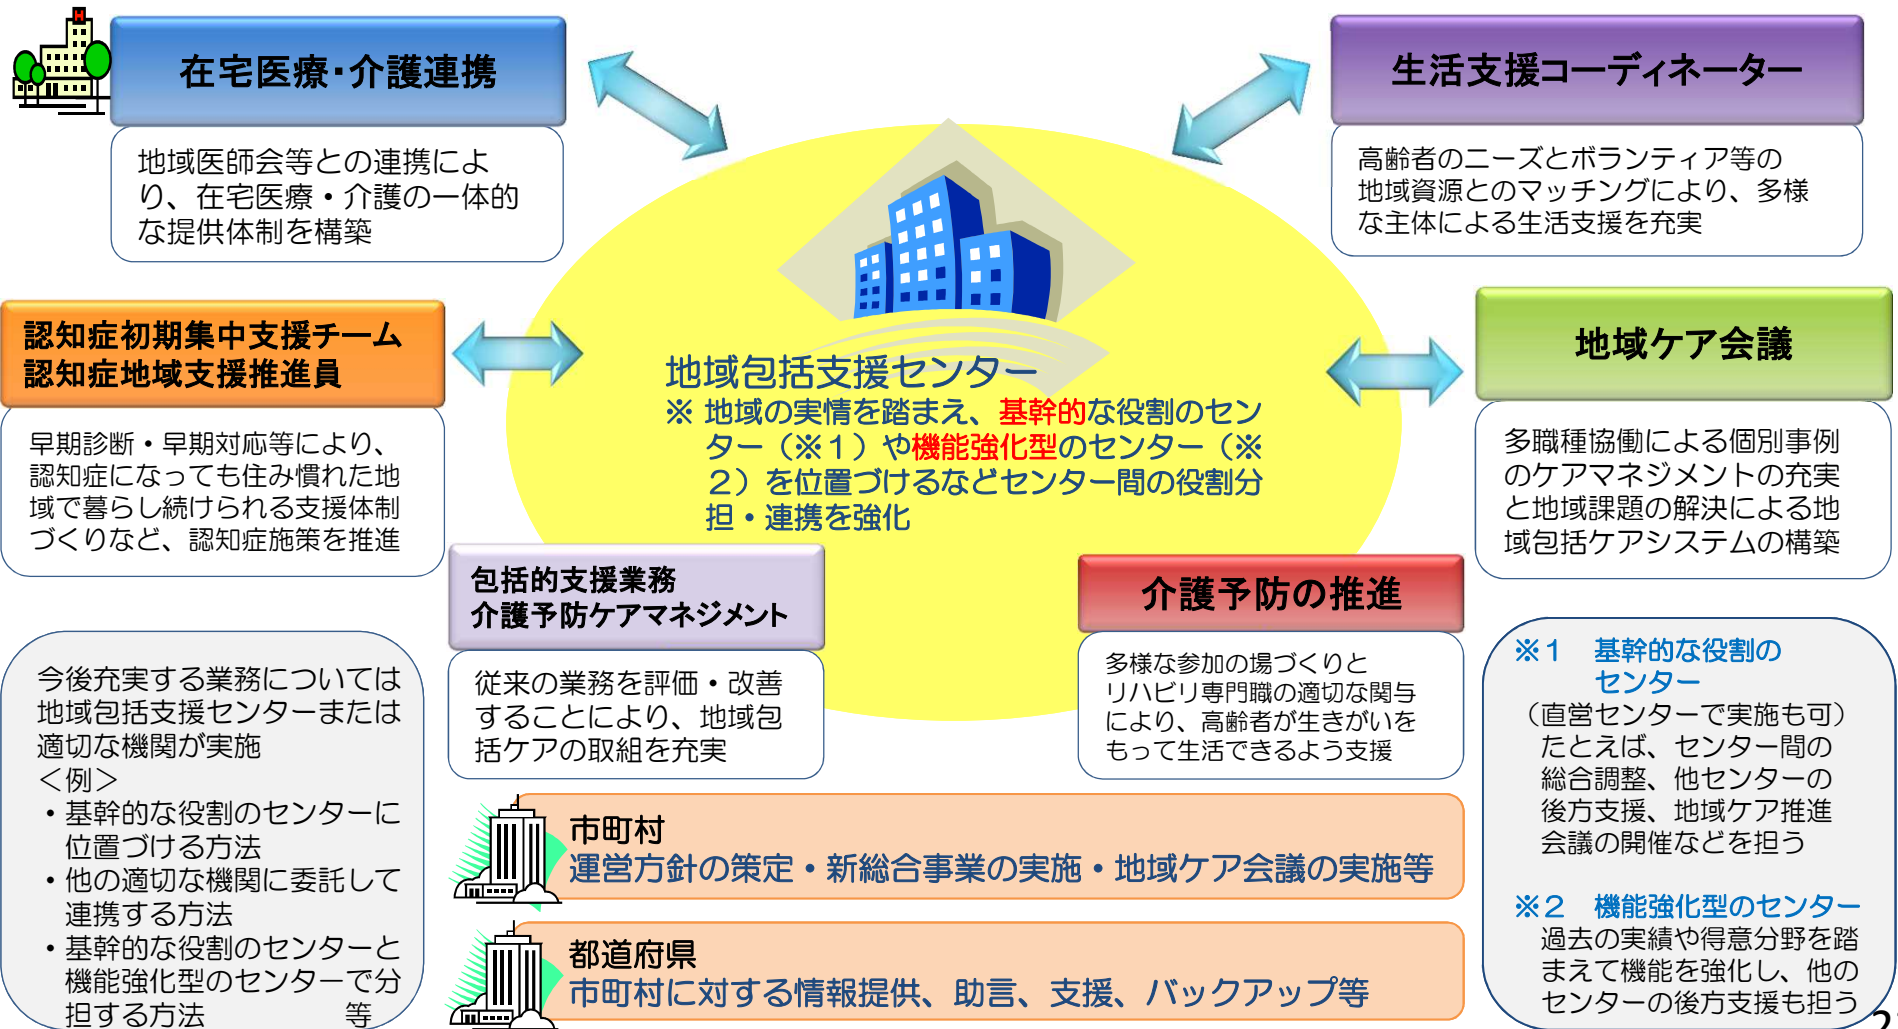 H
在宅医療・介護連携
地域医師会等との連携によ
り、在宅医療・介護の一体的
な提供体制を構築
生活支援コーディネーター
高齢者のニーズとボランティア等の
地域資源とのマッチングにより、多様
な主体による生活支援を充実
認知症初期集中支援チーム
認知症地域支援推進員
早期診断・早期対応等により、
認知症になっても住み慣れた地
域で暮らし続けられる支援体制
づくりなど、認知症施策を推進
地域包括支援センター
※ 地域の実情を踏まえ、基幹的な役割のセン
ター（※１）や機能強化型のセンター（※
２）を位置づけるなどセンター間の役割分
担・連携を強化
地域ケア会議
多職種協働による個別事例
のケアマネジメントの充実
と地域課題の解決による地
域包括ケアシステムの構築
包括的支援業務
介護予防ケアマネジメント
従来の業務を評価・改善
することにより、地域包
括ケアの取組を充実
介護予防の推進
多様な参加の場づくりと
リハビリ専門職の適切な関与
により、高齢者が生きがいを
もって生活できるよう支援
今後充実する業務については
地域包括支援センターまたは
適切な機関が実施
＜例＞
・基幹的な役割のセンターに
位置づける方法
・他の適切な機関に委託して
連携する方法
・基幹的な役割のセンターと
機能強化型のセンターで分
担する方法　　　　　等
市町村
運営方針の策定・新総合事業の実施・地域ケア会議の実施等
都道府県
市町村に対する情報提供、助言、支援、バックアップ等
※１　基幹的な役割の
センター
（直営センターで実施も可）
たとえば、センター間の
総合調整、他センターの
後方支援、地域ケア推進
会議の開催などを担う
※２　機能強化型のセンター
過去の実績や得意分野を踏
まえて機能を強化し、他の
センターの後方支援も担う